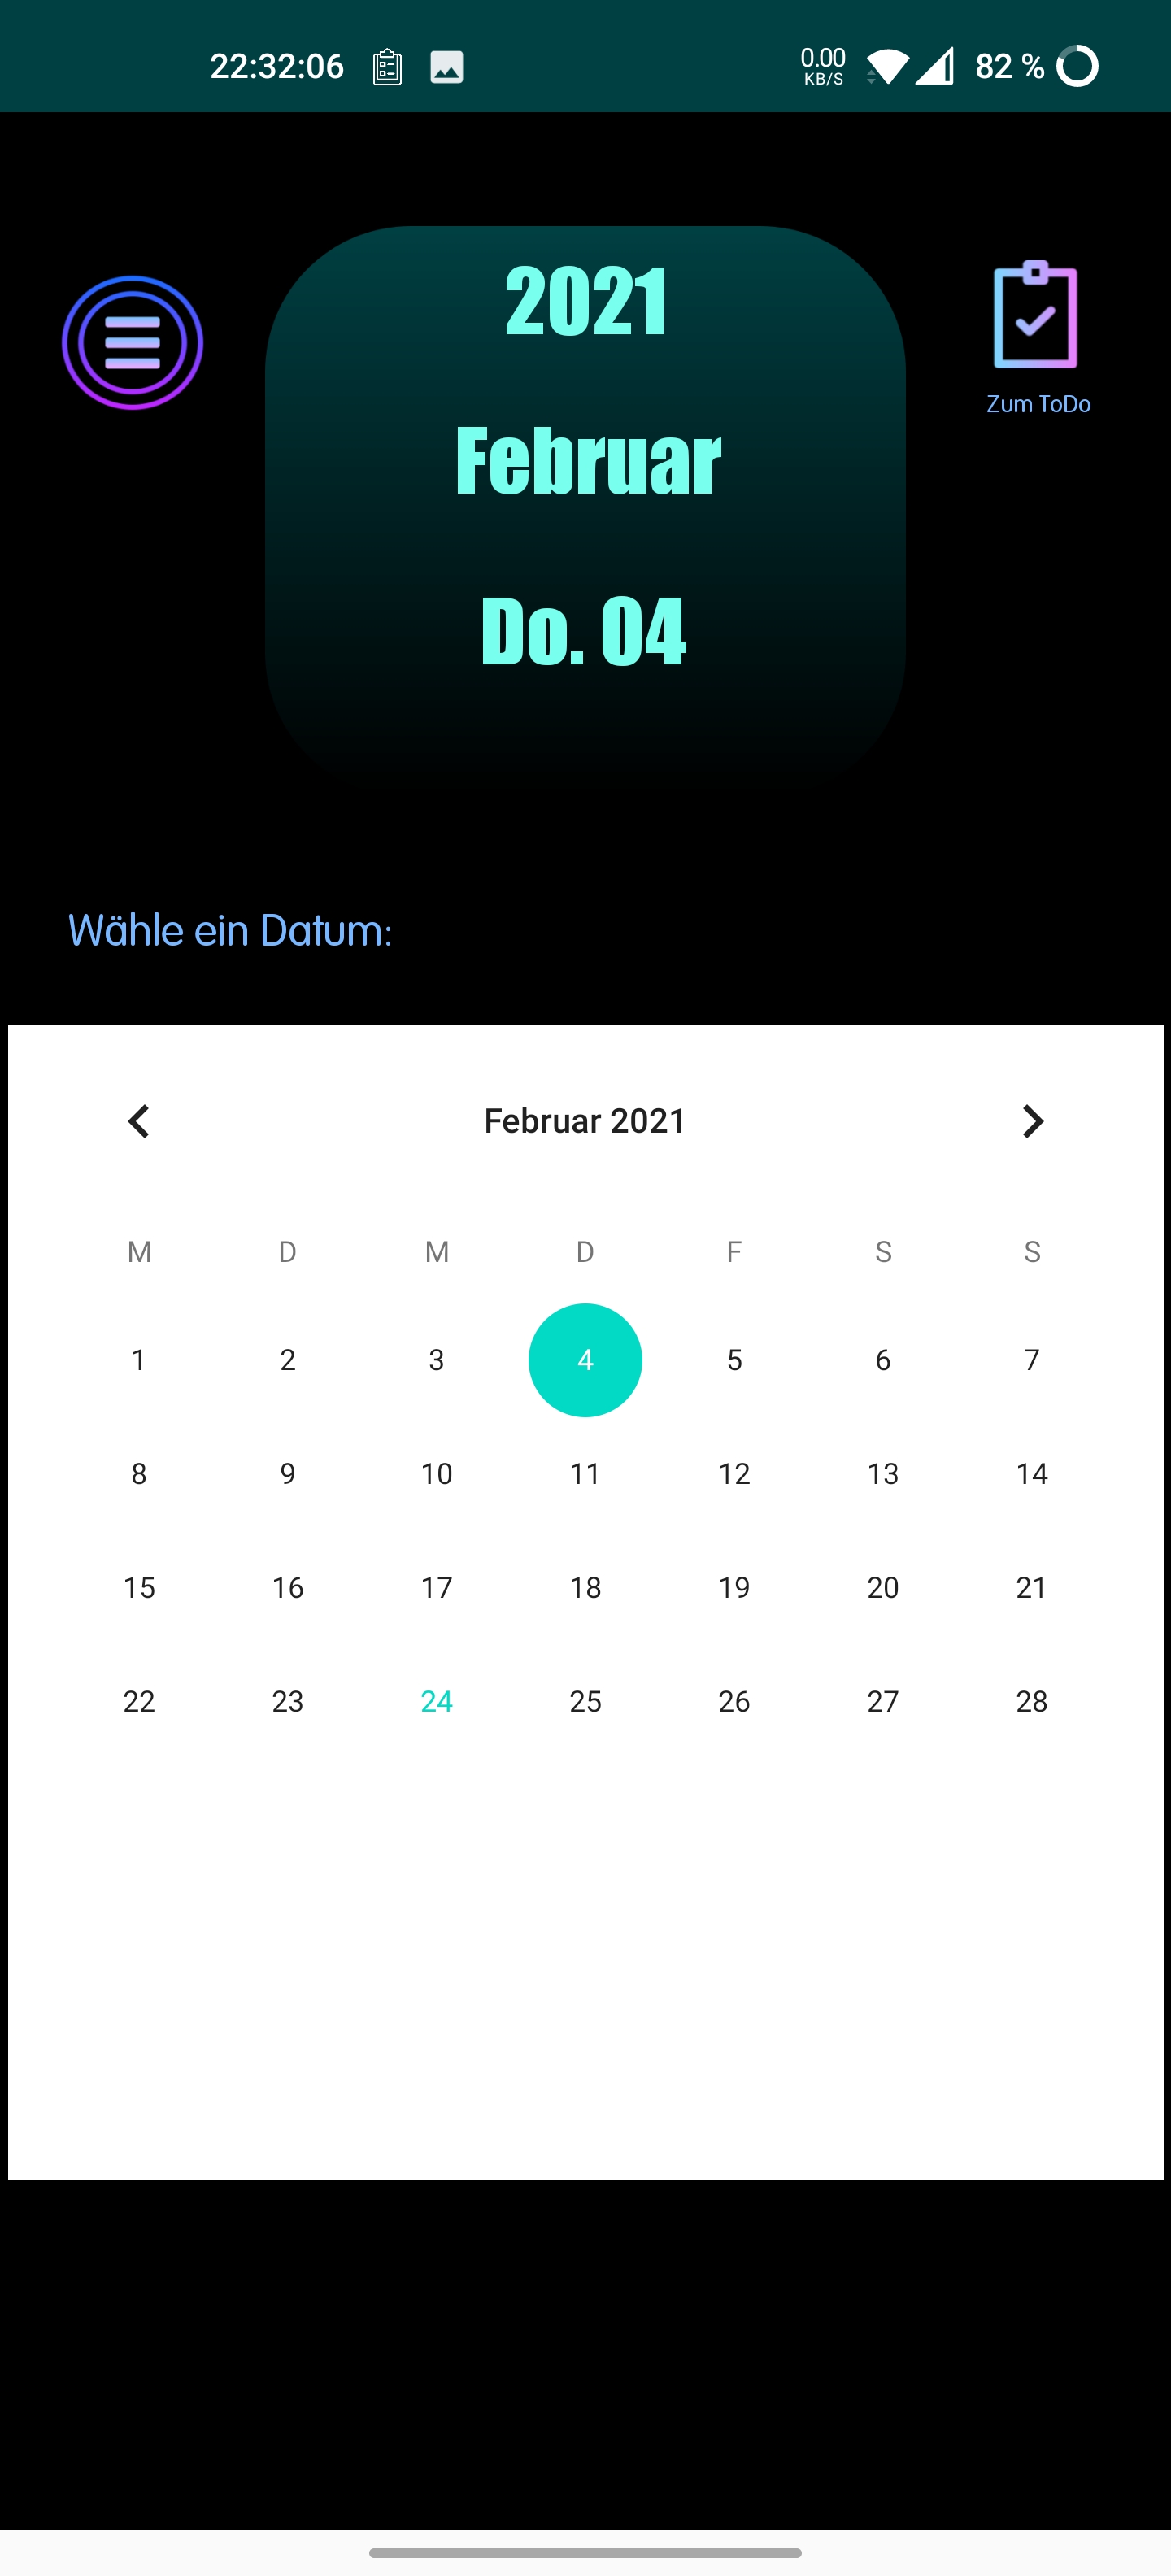 22:32:06 0.00 KB/S 82 %
2021
Februar
Do. 04
Zum ToDo
Wähle ein Datum:
Februar 2021
M D M D F S S
1 2 3 4 5 6 7
8 9 10 11 12 13 14
15 16 17 18 19 20 21
22 23 24 25 26 27 28